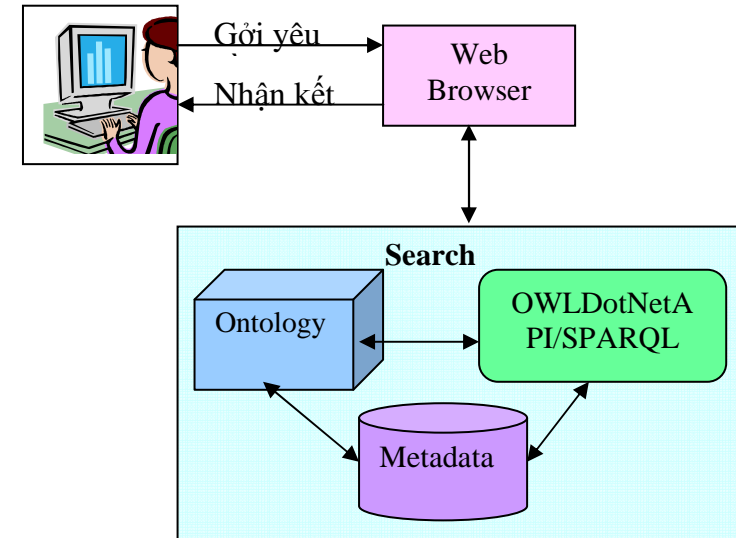 Gởi yêu
Web
Browser
Nhận kết
Search
Ontology
OWLDotNetA
PI/SPARQL
Metadata